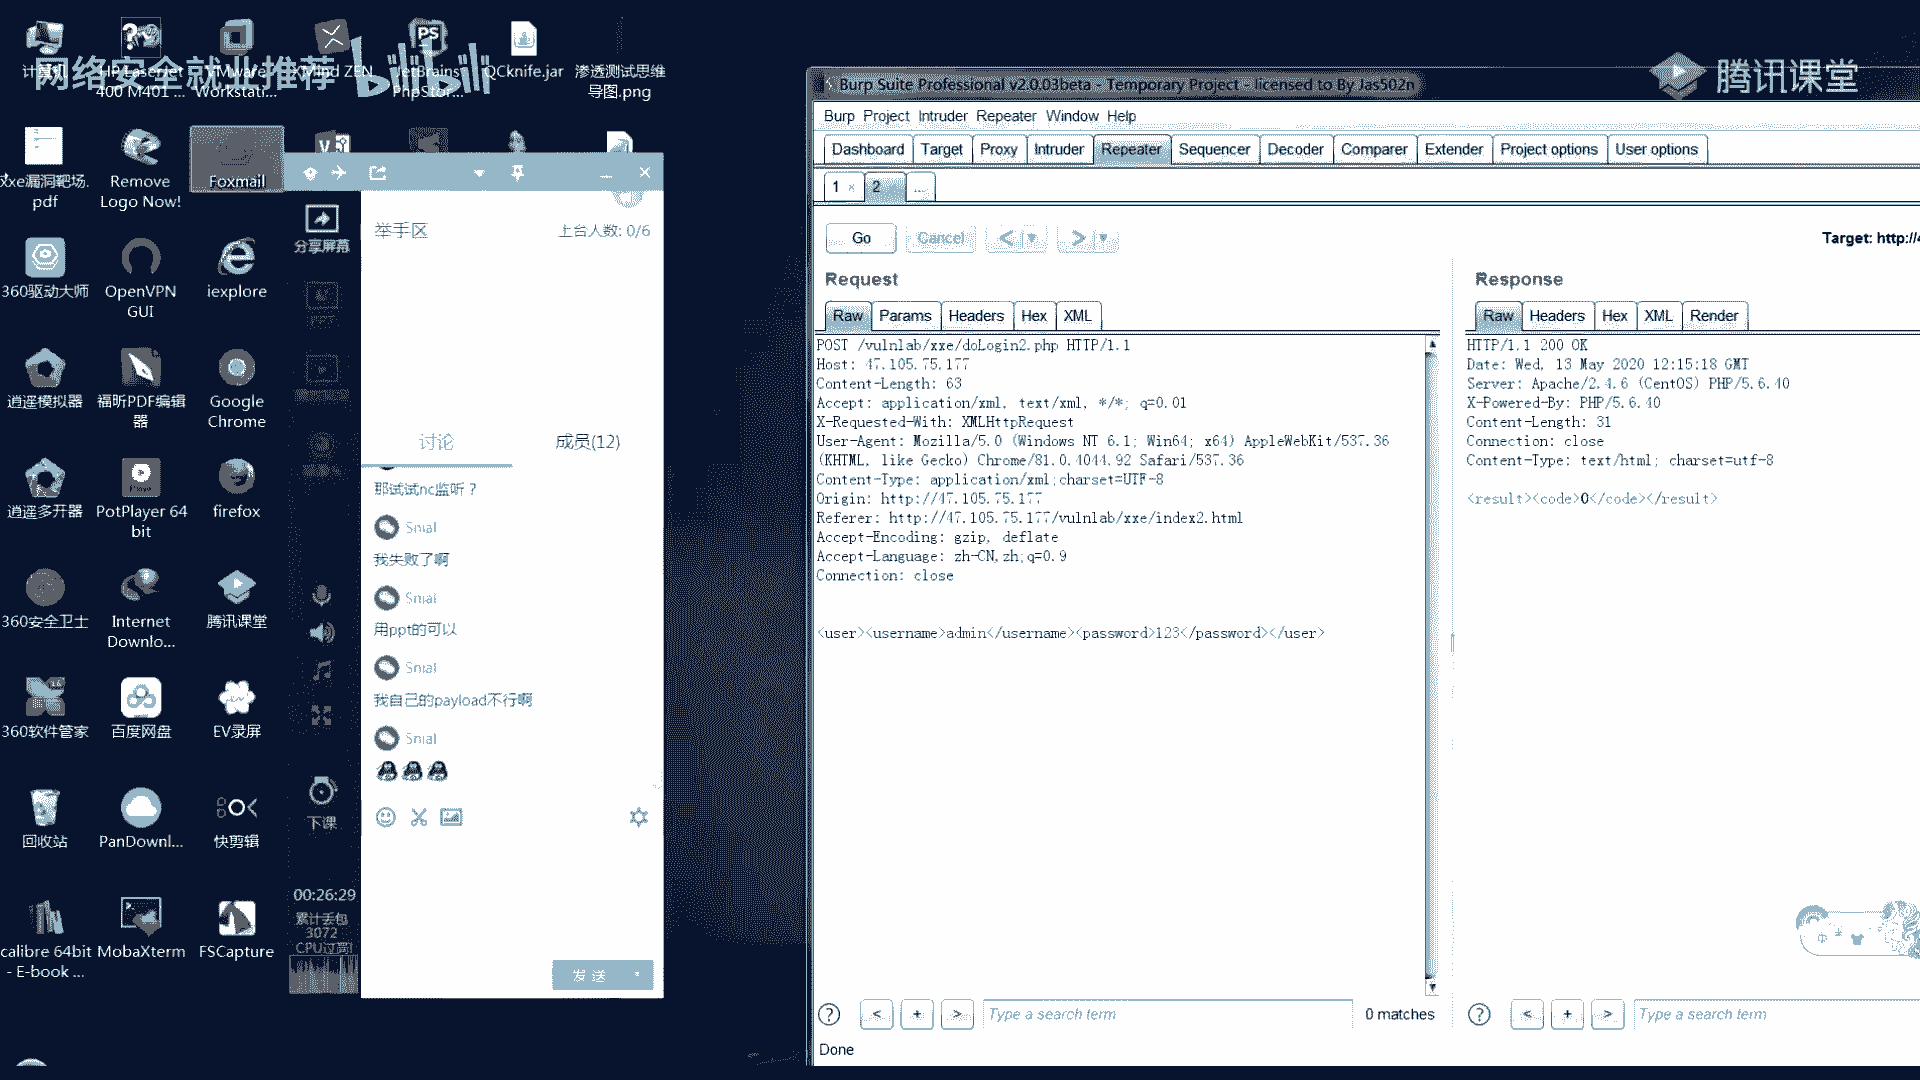 网络安全就业推荐
bilibili
腾讯课堂
计算机
HP LaserJet
400 M401 ...
VMware
Workstati...
XMind ZEN
JetBrains
PhpStor...
QCknife.jar
渗透测试思维
导图.png
xxe漏洞靶场.
pdf
Remove
Logo Now!
Foxmail
360驱动大师
OpenVPN
GUI
iexplore
逍遥模拟器
福昕PDF编辑
器
Google
Chrome
逍遥多开器
PotPlayer 64
bit
firefox
360安全卫士
Internet
Downlo...
腾讯课堂
360软件管家
百度网盘
EV录屏
回收站
PanDownl...
快剪辑
calibre 64bit
- E-book ...
MobaXterm
FSCapture
分享屏幕
下课
00:26:29
累计丢包
3072
CPU过高!
举手区
上台人数: 0/6
讨论
成员(12)
那试试nc监听？
Smal
我失败了啊
Smal
用ppt的可以
Smal
我自己的payload不行啊
Smal
发 送
Burp Suite Professional v2.0.03beta - Temporary Project - licensed to By Jas502n
Burp Project Intruder Repeater Window Help
Dashboard Target Proxy Intruder Repeater Sequencer Decoder Comparer Extender Project options User options
1 × 2 ...
Go Cancel < >
Target: http://4
Request
Raw Params Headers Hex XML
POST /vulnlab/xxe/doLogin2.php HTTP/1.1
Host: 47.105.75.177
Content-Length: 63
Accept: application/xml, text/xml, */*; q=0.01
X-Requested-With: XMLHttpRequest
User-Agent: Mozilla/5.0 (Windows NT 6.1; Win64; x64) AppleWebKit/537.36
(KHTML, like Gecko) Chrome/81.0.4044.92 Safari/537.36
Content-Type: application/xml;charset=UTF-8
Origin: http://47.105.75.177
Referer: http://47.105.75.177/vulnlab/xxe/index2.html
Accept-Encoding: gzip, deflate
Accept-Language: zh-CN,zh;q=0.9
Connection: close
<user><username>admin</username><password>123</password></user>
? < + > Type a search term 0 matches
Done
Response
Raw Headers Hex XML Render
HTTP/1.1 200 OK
Date: Wed, 13 May 2020 12:15:18 GMT
Server: Apache/2.4.6 (CentOS) PHP/5.6.40
X-Powered-By: PHP/5.6.40
Content-Length: 31
Connection: close
Content-Type: text/html; charset=utf-8
<result><code>0</code></result>
? < + > Type a search term
中